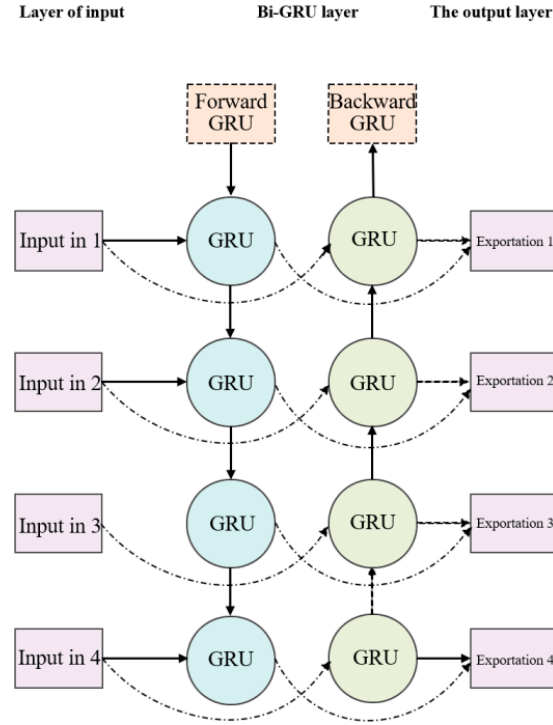 Layer of input Bi-GRU layer The output layer
Forward Backward
GRU GRU
Input in 1 GRU GRU Exportation 1
Input in 2 GRU GRU Exportation 2
Input in 3 GRU GRU Exportation 3
Input in 4 GRU GRU Exportation 4